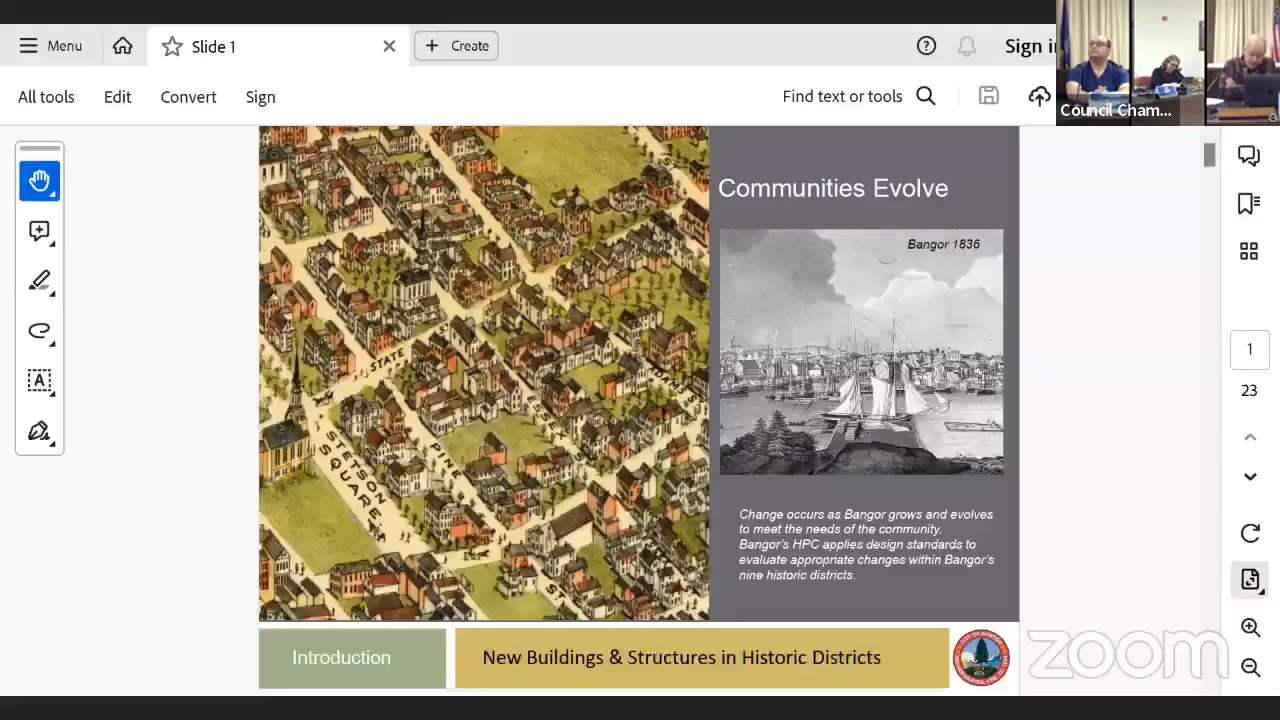 Menu
Slide 1
Create
Sign i
All tools
Edit
Convert
Sign
Find text or tools
Council Cham...
Communities Evolve
Bangor 1836
STATE
STETSON
SQUARE
PINE
ST
Change occurs as Bangor grows and evolves
to meet the needs of the community.
Bangor's HPC applies design standards to
evaluate appropriate changes within Bangor's
nine historic districts.
1
23
Introduction
New Buildings & Structures in Historic Districts
zoom